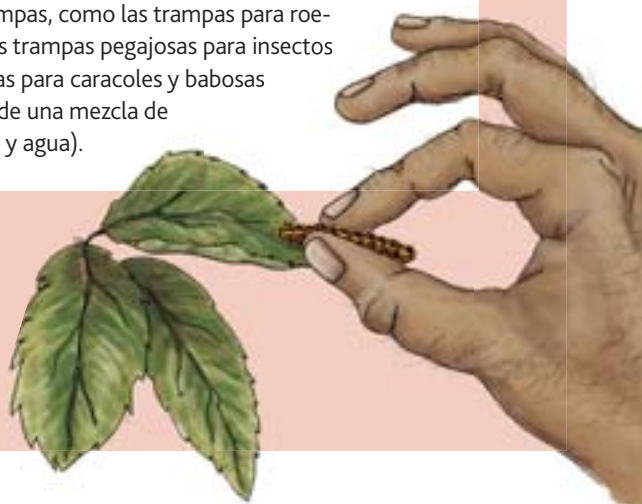 mpas, como las trampas para roe-
s trampas pegajosas para insectos
as para caracoles y babosas
de una mezcla de
y agua).